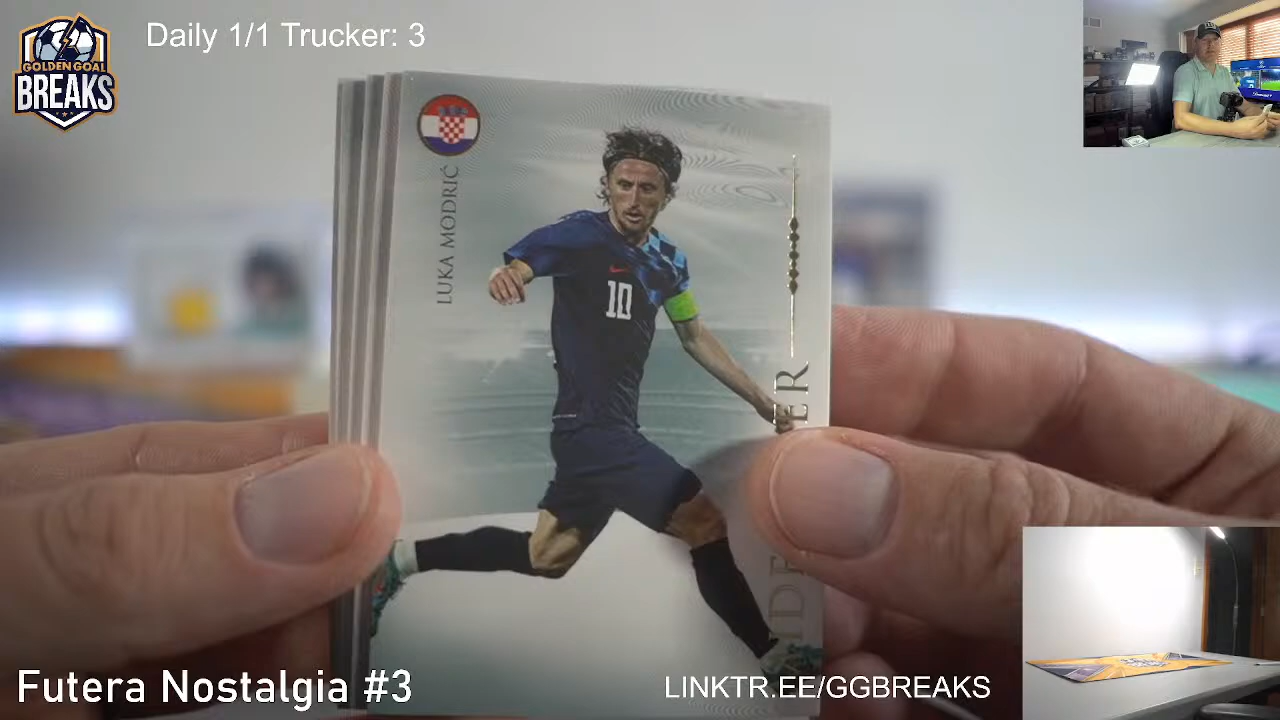 GOLDEN GOAL
BREAKS
Daily 1/1 Trucker: 3
LUKA MODRIĆ
10
Futera Nostalgia #3
LINKTR.EE/GGBREAKS